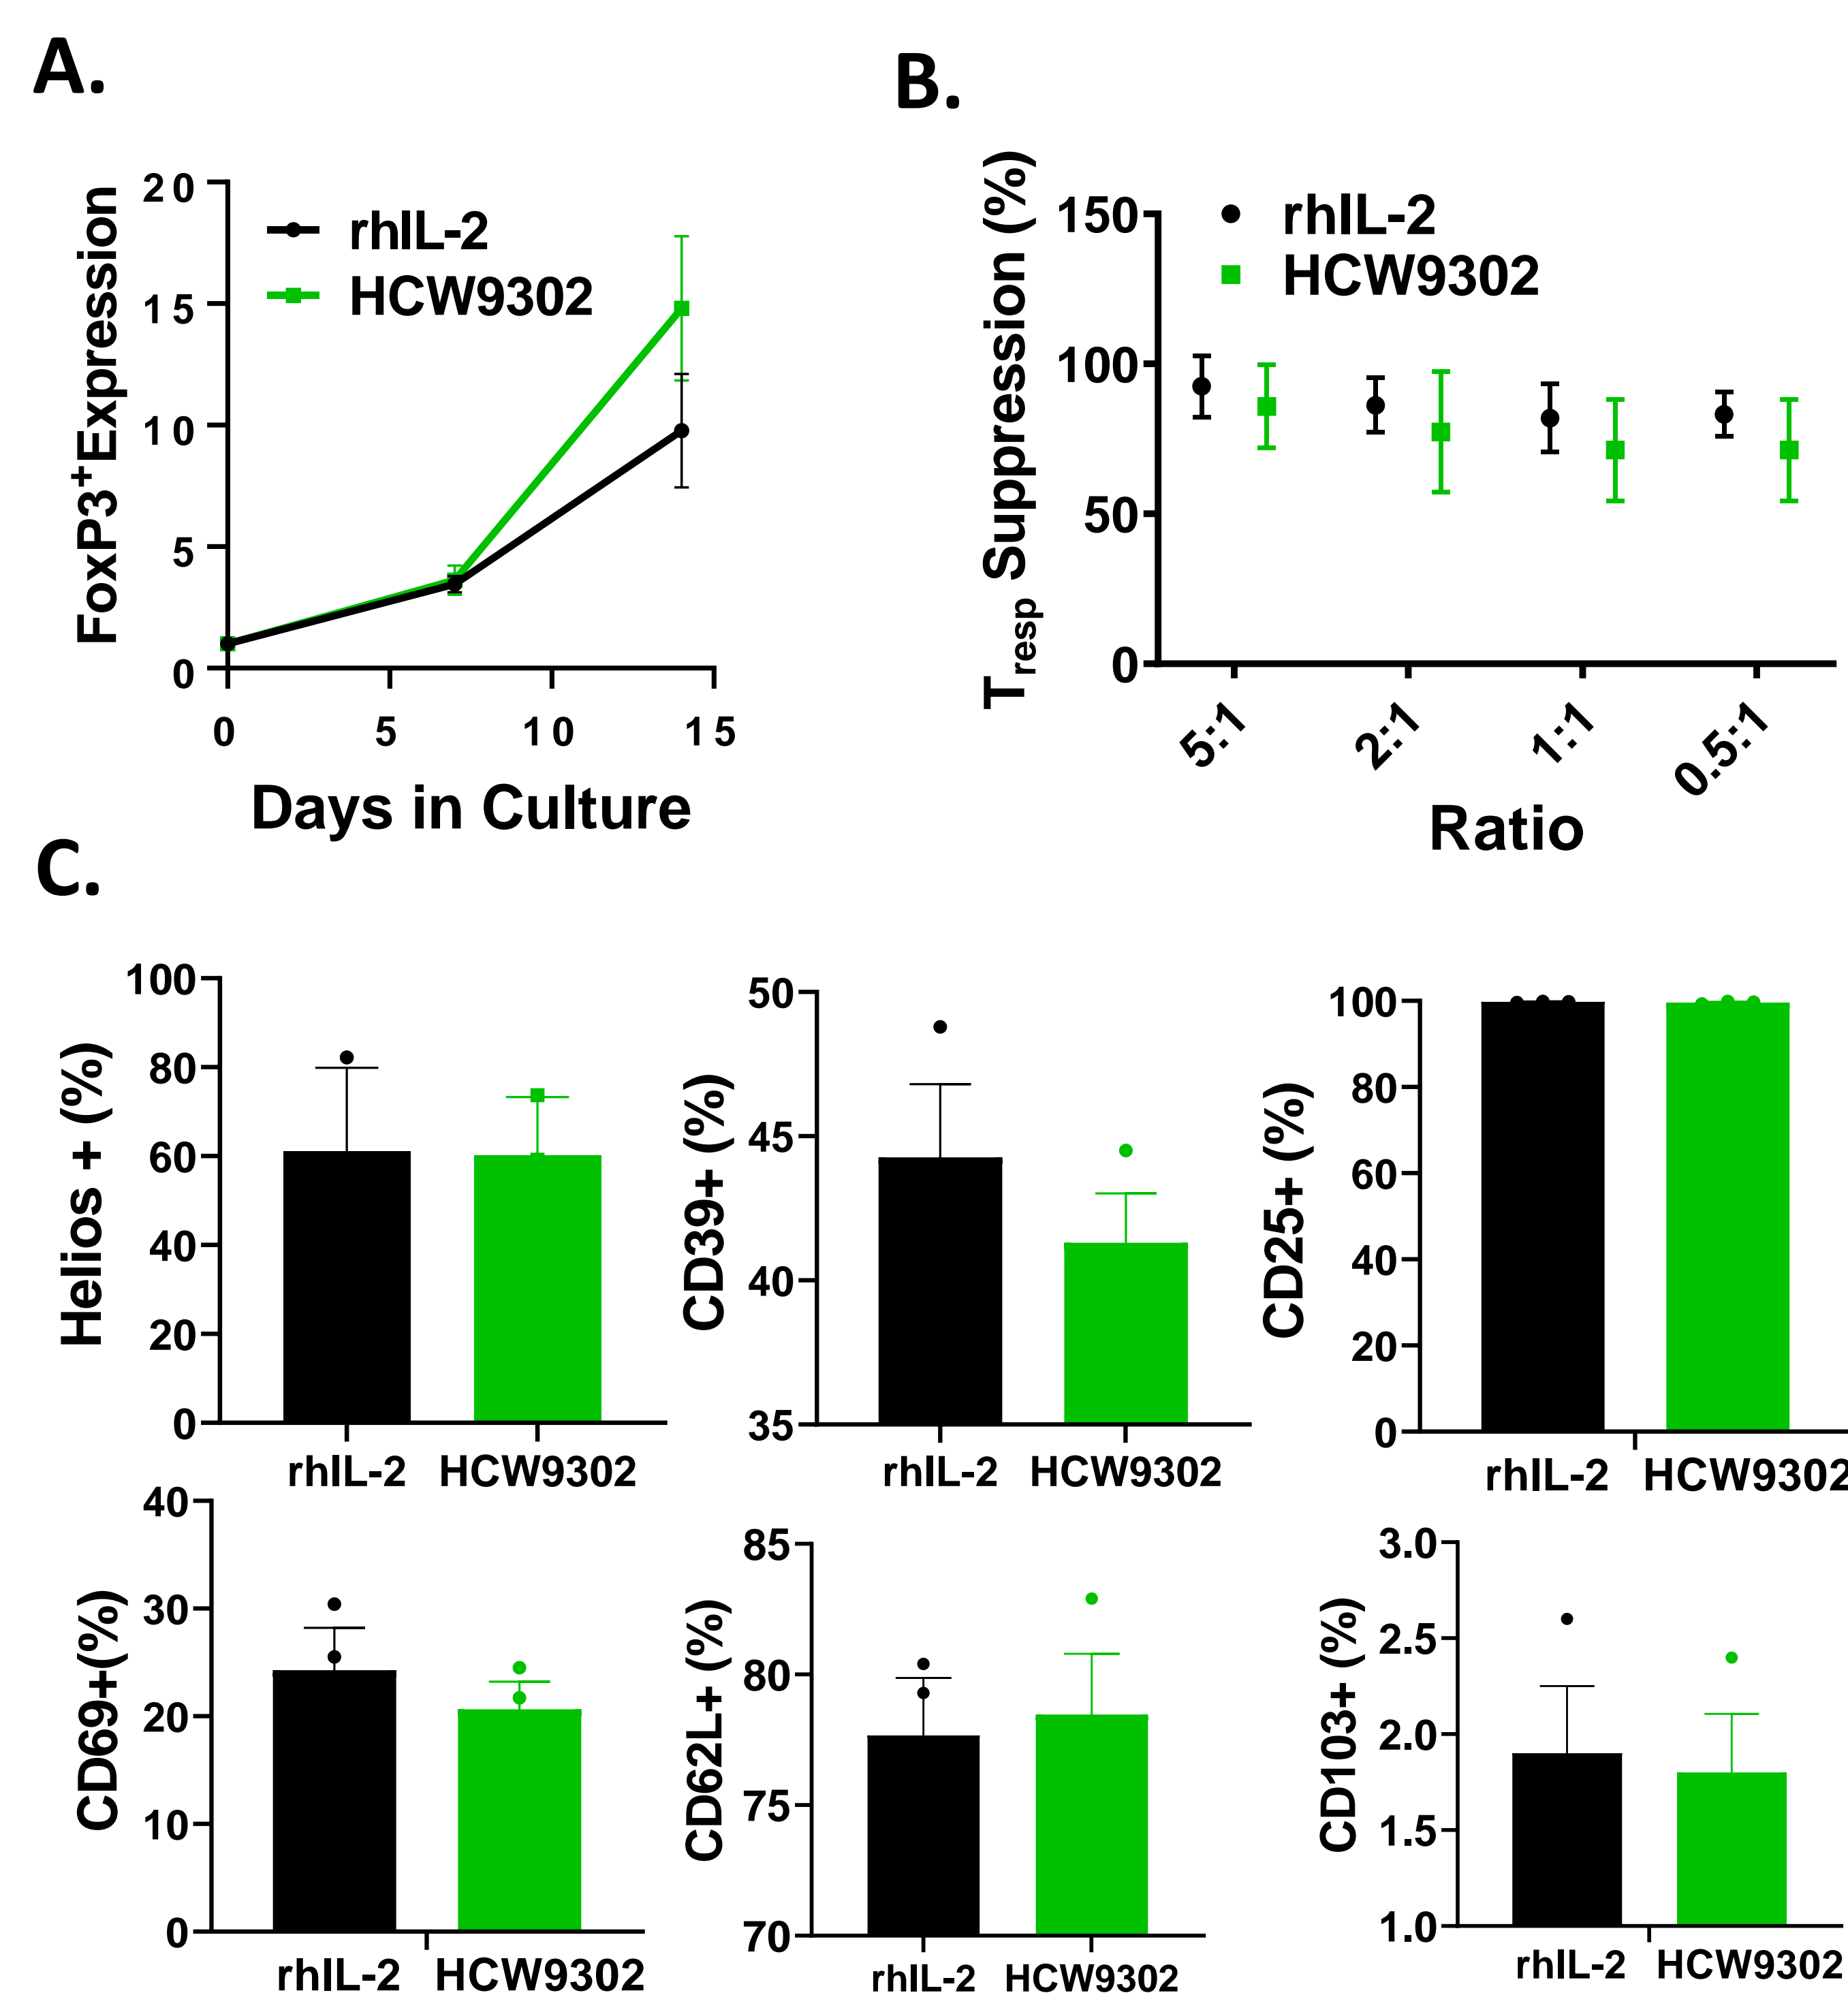 A.
FoxP3+Expression
20
15
10
5
0
rhIL-2
HCW9302
0 5 10 15
Days in Culture
B.
Tresp Suppression (%)
150
100
50
0
rhIL-2
HCW9302
5:1 2:1 1:1 0.5:1
Ratio
C.
Helios + (%)
100
80
60
40
20
0
rhIL-2 HCW9302
CD39+ (%)
50
45
40
35
rhIL-2 HCW9302
CD25+ (%)
100
80
60
40
20
0
rhIL-2 HCW9302
CD69+(%)
40
30
20
10
0
rhIL-2 HCW9302
CD62L+ (%)
85
80
75
70
rhIL-2 HCW9302
CD103+ (%)
3.0
2.5
2.0
1.5
1.0
rhIL-2 HCW9302